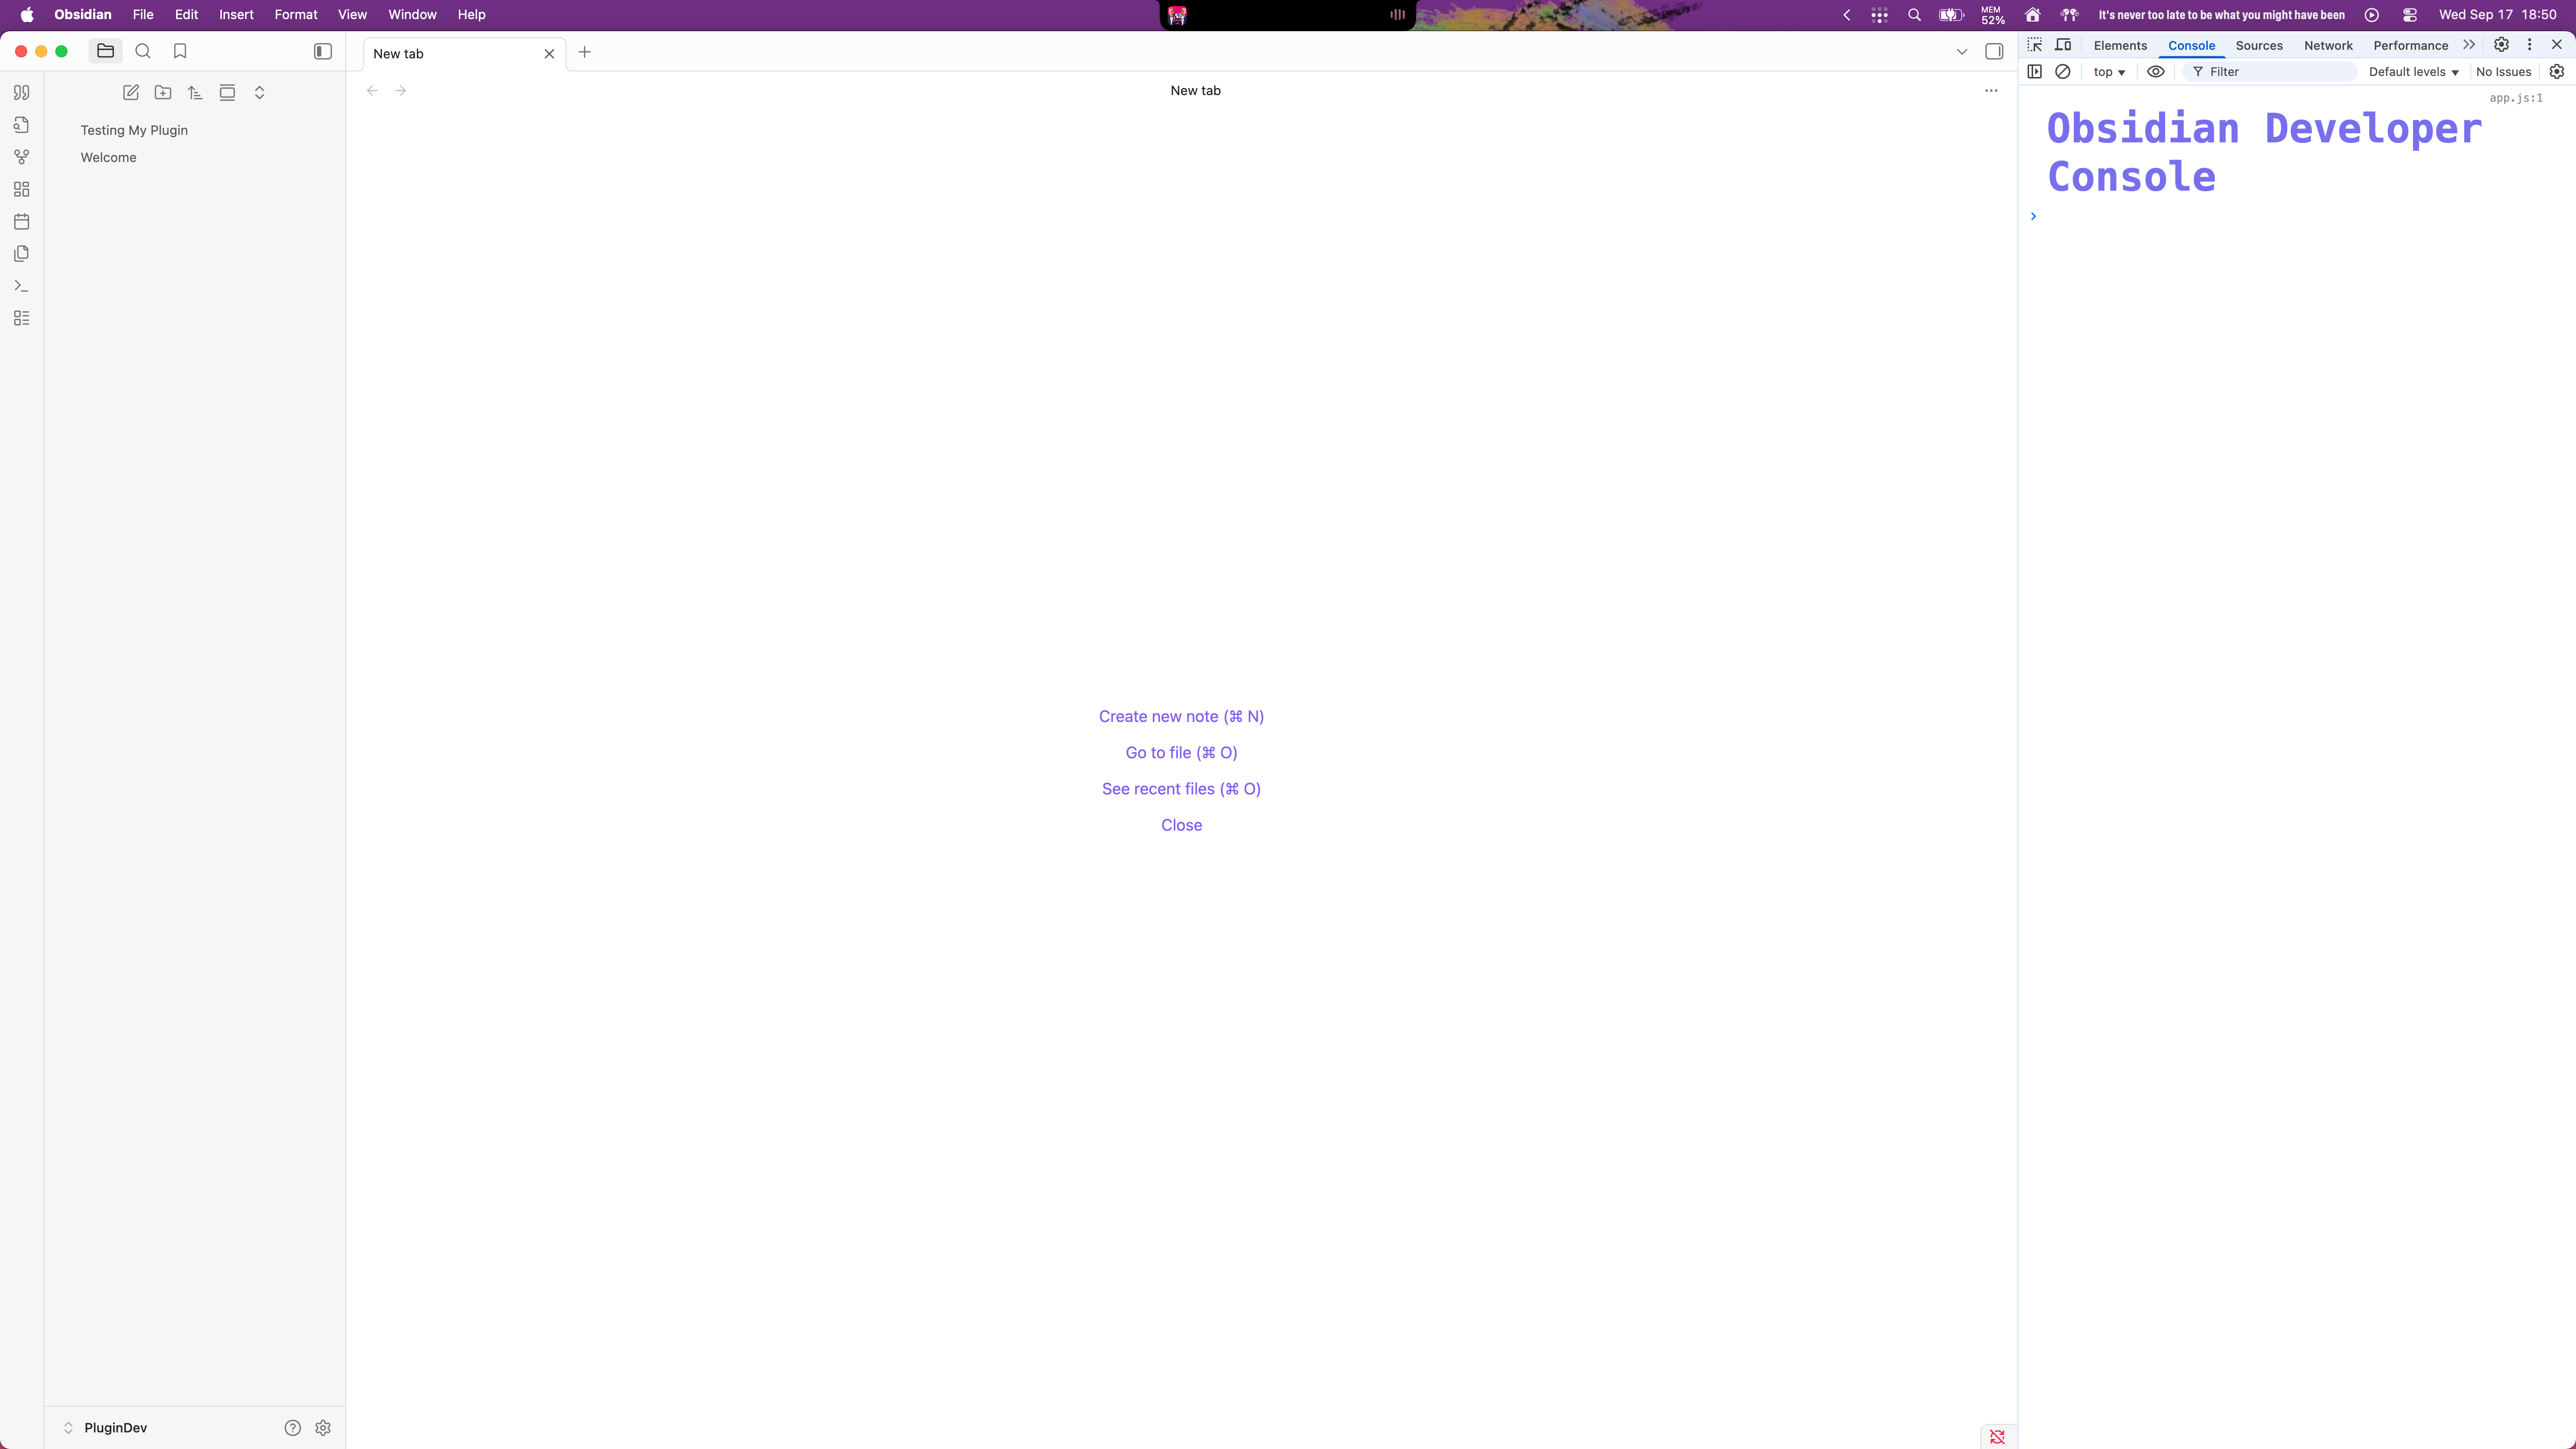 Obsidian File Edit Insert Format View Window Help
MEM
52%
It's never too late to be what you might have been
Wed Sep 17 18:50
New tab
Elements Console Sources Network Performance
top Filter Default levels No Issues
New tab
app.js:1
Obsidian Developer
Console
Testing My Plugin
Welcome
Create new note (⌘ N)
Go to file (⌘ O)
See recent files (⌘ O)
Close
PluginDev